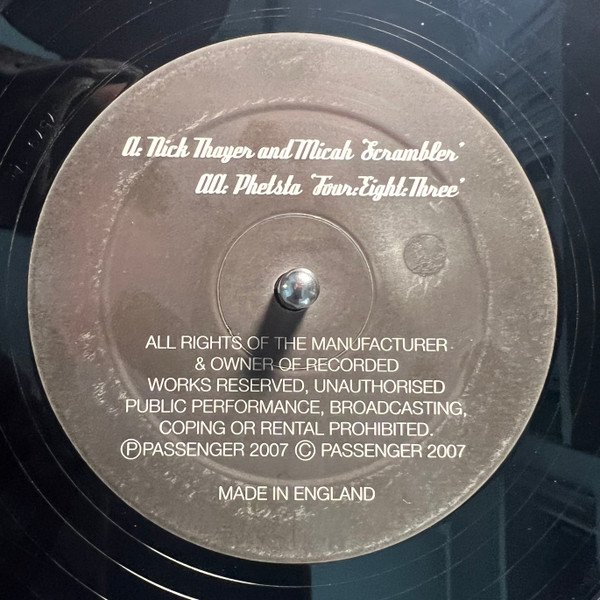 A: Nick Thayer and Micah 'Scrambler'
AA: Phetsta 'Four:Eight:Three'
ALL RIGHTS OF THE MANUFACTURER
& OWNER OF RECORDED
WORKS RESERVED, UNAUTHORISED
PUBLIC PERFORMANCE, BROADCASTING,
COPING OR RENTAL PROHIBITED.
ⓅPASSENGER 2007 © PASSENGER 2007
MADE IN ENGLAND